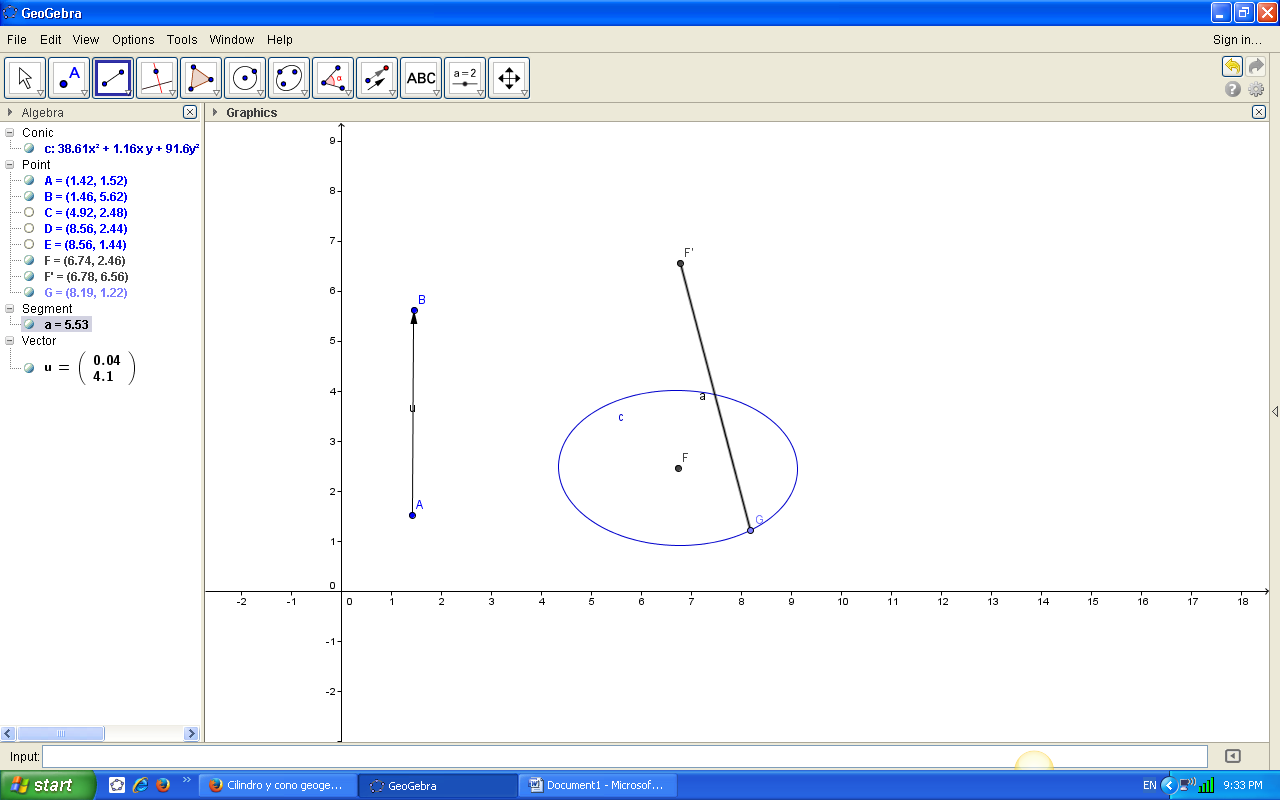 GeoGebra
File Edit View Options Tools Window Help Sign in...
A α ABC a = 2
Algebra
Graphics
Conic
c: 38.61x² + 1.16x y + 91.6y²
Point
A = (1.42, 1.52)
B = (1.46, 5.62)
C = (4.92, 2.48)
D = (8.56, 2.44)
E = (8.56, 1.44)
F = (6.74, 2.46)
F' = (6.78, 6.56)
G = (8.19, 1.22)
Segment
a = 5.53
Vector
u = ( 0.04
4.1 )
9
8
7
F'
6
B
5
4
a
u
c
3
F
2
A
G
1
0
-2 -1 0 1 2 3 4 5 6 7 8 9 10 11 12 13 14 15 16 17 18
-1
-2
Input:
start
Cilindro y cono geoge...
GeoGebra
Document1 - Microsof...
EN
9:33 PM